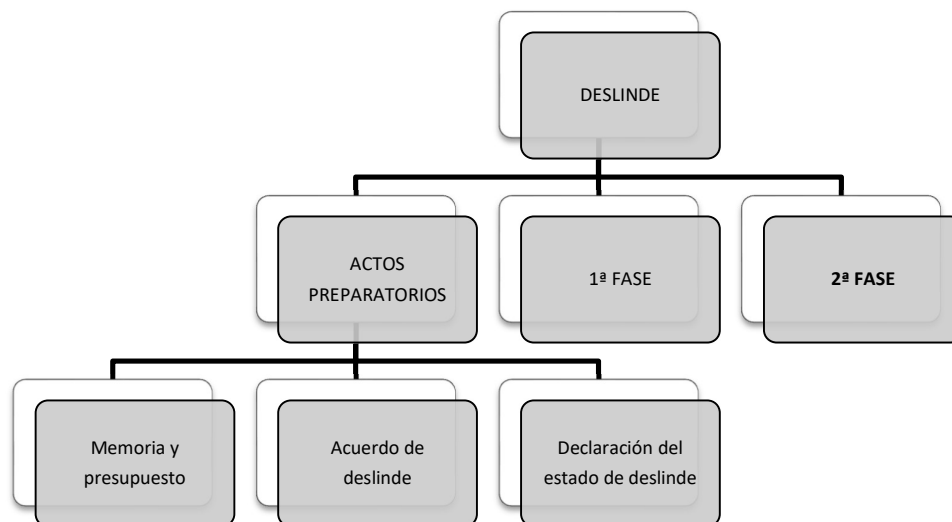 DESLINDE
ACTOS
PREPARATORIOS
1ª FASE
2ª FASE
Memoria y
presupuesto
Acuerdo de
deslinde
Declaración del
estado de deslinde